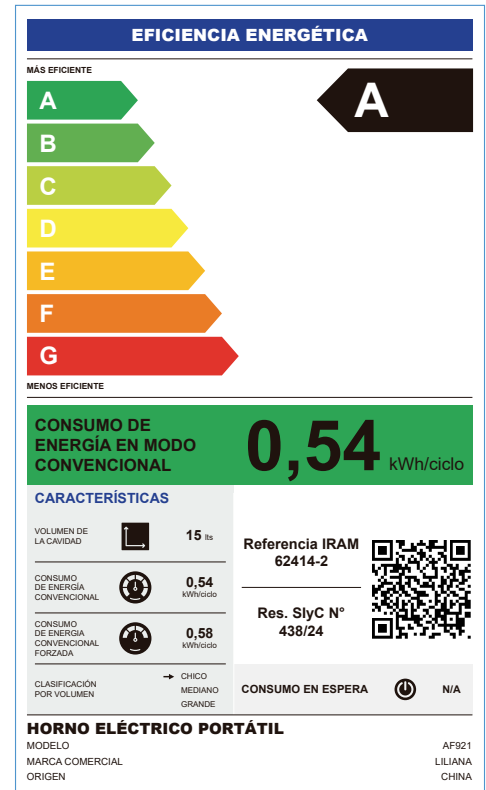 EFICIENCIA ENERGÉTICA
MÁS EFICIENTE
A
A
B
C
D
E
F
G
MENOS EFICIENTE
CONSUMO DE
ENERGÍA EN MODO
CONVENCIONAL
0,54 kWh/ciclo
CARACTERÍSTICAS
VOLUMEN DE
LA CAVIDAD
15 lts
CONSUMO
DE ENERGÍA
CONVENCIONAL
0,54
kWh/ciclo
CONSUMO
DE ENERGIA
CONVENCIONAL
FORZADA
0,58
kWh/ciclo
CLASIFICACIÓN
POR VOLUMEN
CHICO
MEDIANO
GRANDE
Referencia IRAM
62414-2
Res. SIyC N°
438/24
CONSUMO EN ESPERA
N/A
HORNO ELÉCTRICO PORTÁTIL
MODELO AF921
MARCA COMERCIAL LILIANA
ORIGEN CHINA